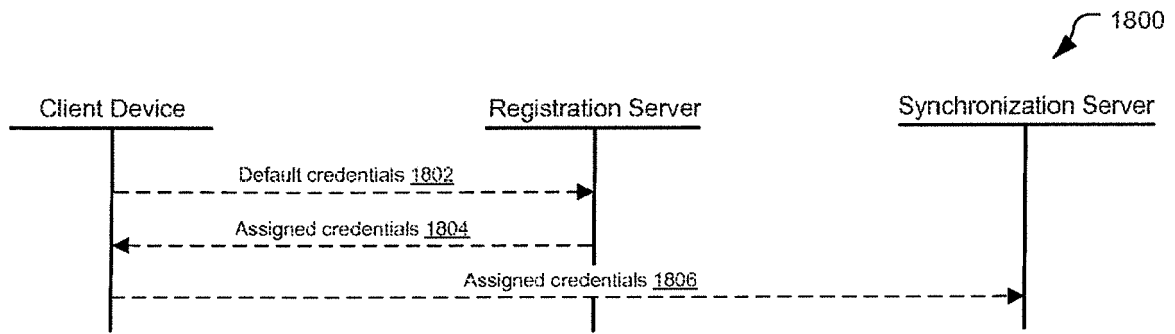 1800
Client Device
Registration Server
Synchronization Server
Default credentials 1802
Assigned credentials 1804
Assigned credentials 1806